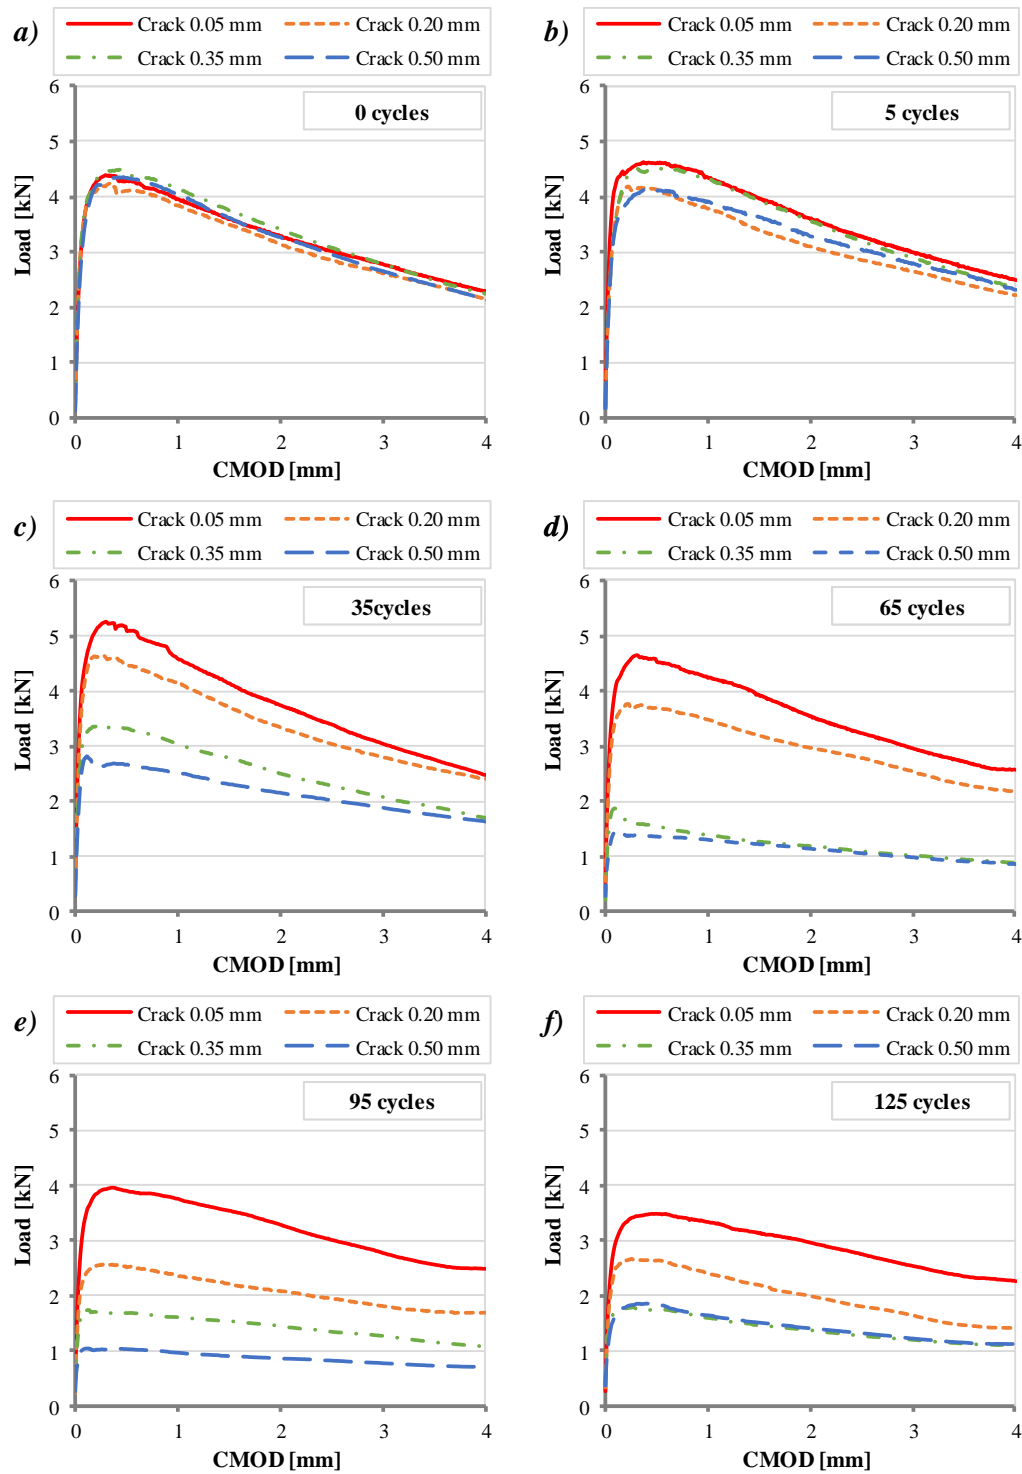 a)
Crack 0.05 mm Crack 0.20 mm
Crack 0.35 mm Crack 0.50 mm
6
0 cycles
5
4
3
2
1
0
Load [kN]
0 1 2 3 4
CMOD [mm]
b)
Crack 0.05 mm Crack 0.20 mm
Crack 0.35 mm Crack 0.50 mm
6
5 cycles
5
4
3
2
1
0
Load [kN]
0 1 2 3 4
CMOD [mm]
c)
Crack 0.05 mm Crack 0.20 mm
Crack 0.35 mm Crack 0.50 mm
6
35cycles
5
4
3
2
1
0
Load [kN]
0 1 2 3 4
CMOD [mm]
d)
Crack 0.05 mm Crack 0.20 mm
Crack 0.35 mm Crack 0.50 mm
6
65 cycles
5
4
3
2
1
0
Load [kN]
0 1 2 3 4
CMOD [mm]
e)
Crack 0.05 mm Crack 0.20 mm
Crack 0.35 mm Crack 0.50 mm
6
95 cycles
5
4
3
2
1
0
Load [kN]
0 1 2 3 4
CMOD [mm]
f)
Crack 0.05 mm Crack 0.20 mm
Crack 0.35 mm Crack 0.50 mm
6
125 cycles
5
4
3
2
1
0
Load [kN]
0 1 2 3 4
CMOD [mm]